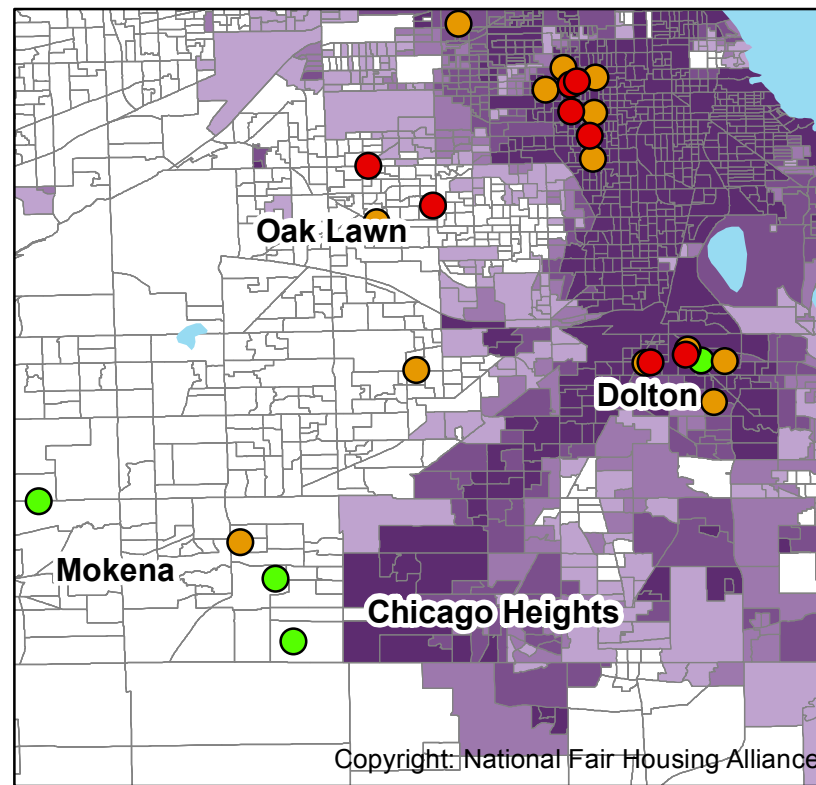 Oak Lawn
Dolton
Mokena
Chicago Heights
Copyright: National Fair Housing Alliance